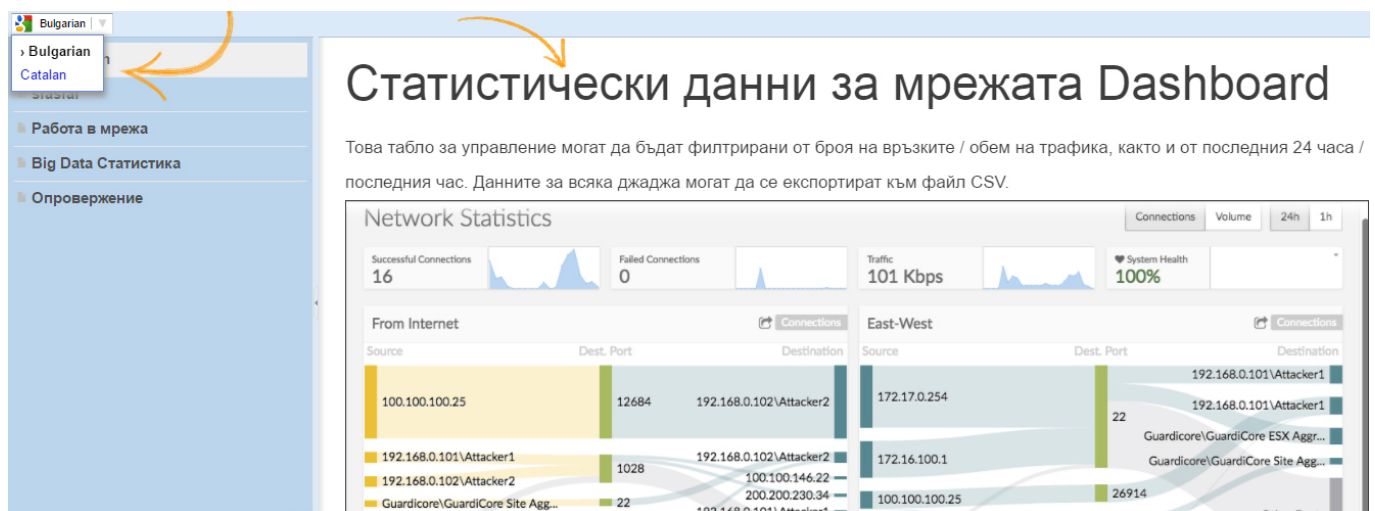 Bulgarian
› Bulgarian
Catalan
Работа в мрежа
Big Data Статистика
Опровержение
Статистически данни за мрежата Dashboard
Това табло за управление могат да бъдат филтрирани от броя на връзките / обем на трафика, както и от последния 24 часа /
последния час. Данните за всяка джаджа могат да се експортират към файл CSV.
Network Statistics
Connections Volume 24h 1h
Successful Connections
16
Failed Connections
0
Traffic
101 Kbps
System Health
100%
From Internet
Connections
Source Dest. Port Destination
100.100.100.25 12684 192.168.0.102\Attacker2
192.168.0.101\Attacker1 1028 192.168.0.102\Attacker2
192.168.0.102\Attacker2 100.100.146.22
Guardicore\GuardiCore Site Agg... 22 200.200.230.34
192.168.0.101\Attacker1
East-West
Connections
Source Dest. Port Destination
172.17.0.254 22 192.168.0.101\Attacker1
192.168.0.101\Attacker1
172.16.100.1 Guardicore\GuardiCore ESX Aggr...
Guardicore\GuardiCore Site Agg...
100.100.100.25 26914